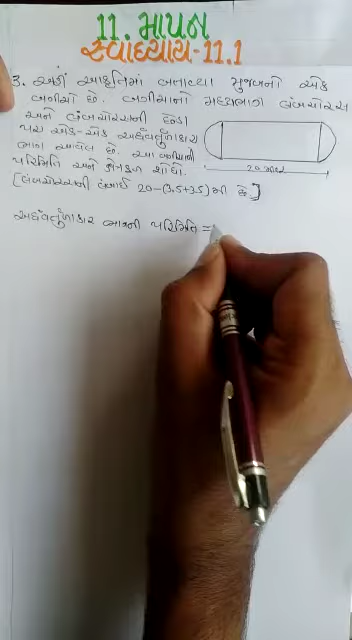 11. માપન
સ્વાધ્યાય-11.1
3. અહીં આકૃતિમાં બતાવ્યા મુજબનો એક
બગીચો છે. બગીચાનો મધ્યભાગ લંબચોરસ
અને લંબચોરસની છેડા
પર એક-એક અર્ધવર્તુળાકાર
ભાગ આવેલ છે. આ બગીચાની
પરિમિતિ અને ક્ષેત્રફળ શોધો.
20 મીટર
[લંબચોરસની લંબાઈ 20-(3.5+3.5) મી છે]
અર્ધવર્તુળાકાર ભાગની પરિમિતિ =